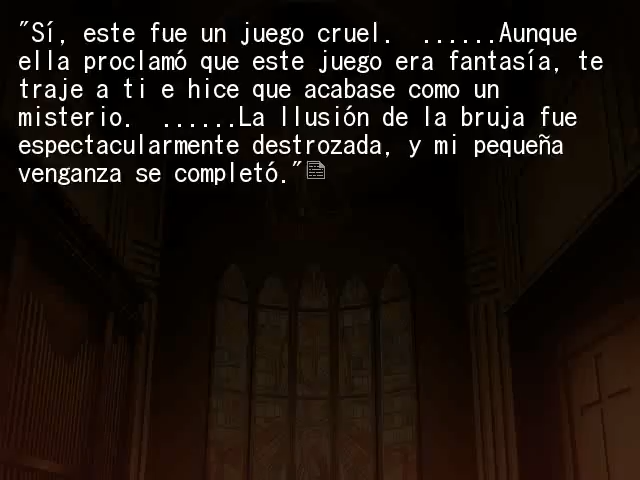 "Sí, este fue un juego cruel.  ......Aunque
ella proclamó que este juego era fantasía, te
traje a ti e hice que acabase como un
misterio.  ......La llusión de la bruja fue
espectacularmente destrozada, y mi pequeña
venganza se completó."